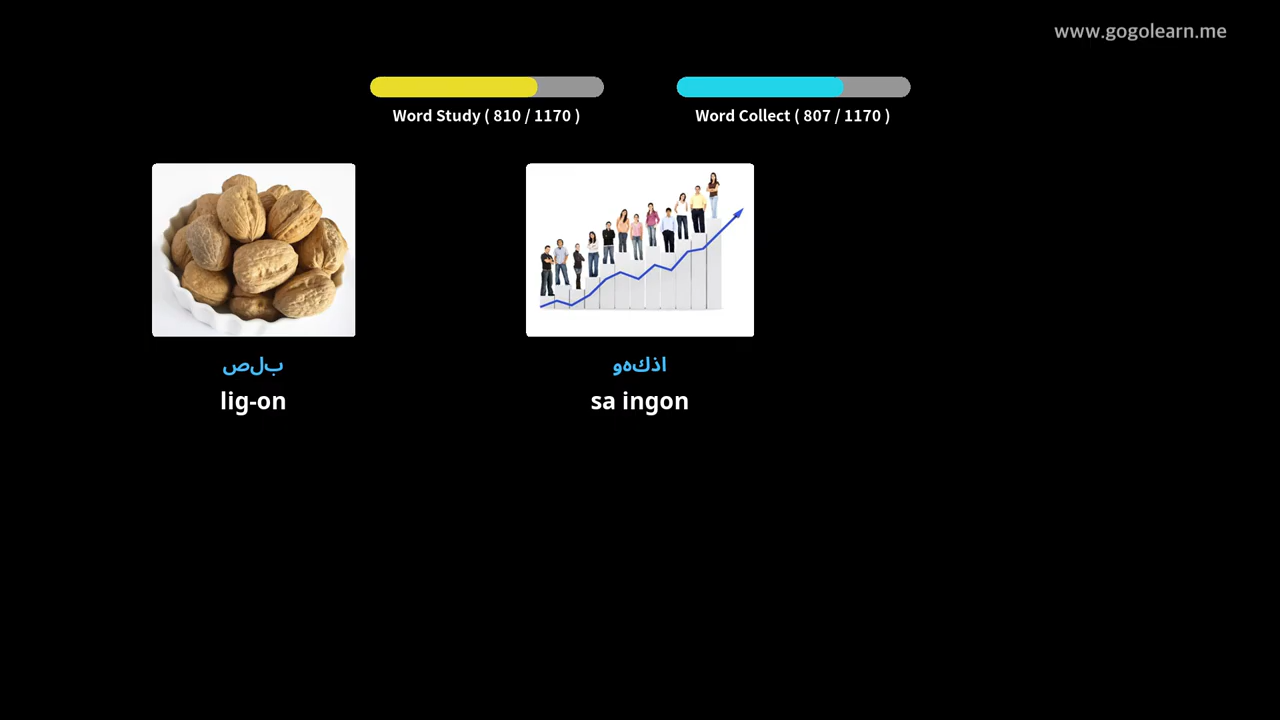 www.gogolearn.me
Word Study ( 810 / 1170 )
Word Collect ( 807 / 1170 )
بلص
lig-on
اذكهو
sa ingon